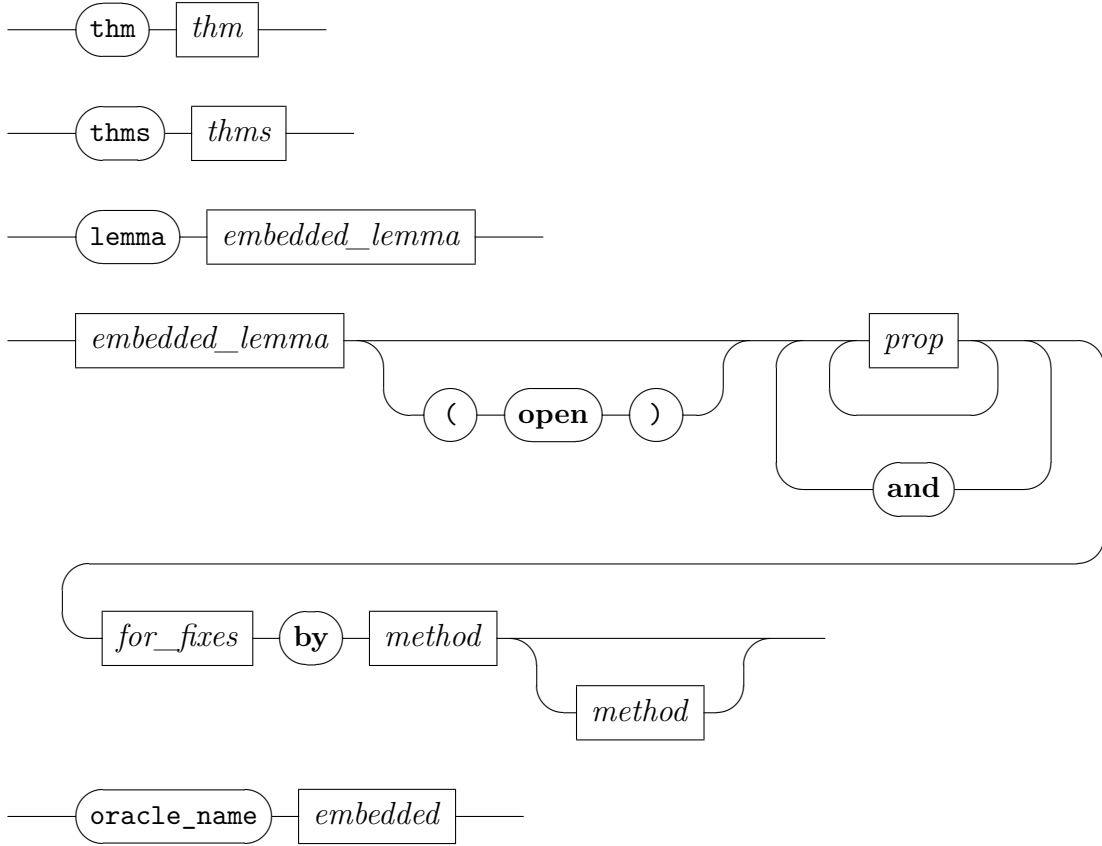 thm thm
thms thms
lemma embedded_lemma
embedded_lemma prop
( open )
and
for_fixes by method
method
oracle_name embedded